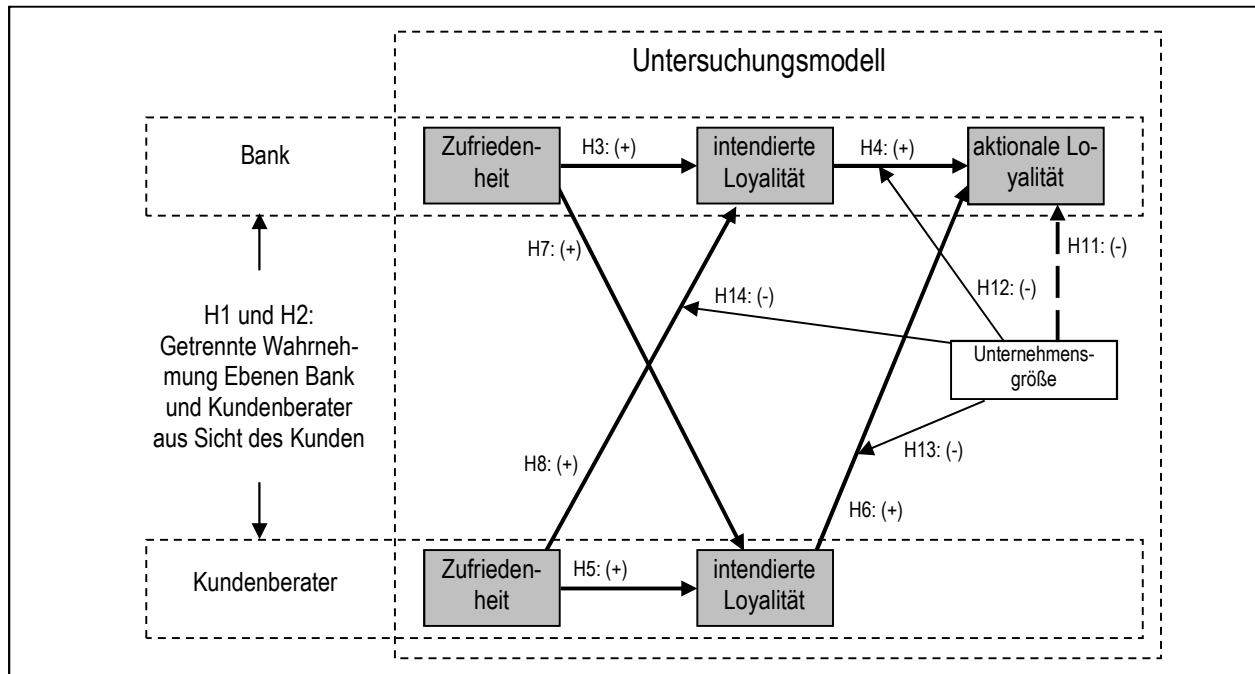 Untersuchungsmodell
Bank
Zufrieden-
heit
H3: (+)
intendierte
Loyalität
H4: (+)
aktionale Lo-
yalität
H7: (+)
H11: (-)
H14: (-)
H12: (-)
H1 und H2:
Getrennte Wahrneh-
mung Ebenen Bank
und Kundenberater
aus Sicht des Kunden
Unternehmens-
größe
H8: (+)
H13: (-)
H6: (+)
Kundenberater
Zufrieden-
heit
H5: (+)
intendierte
Loyalität